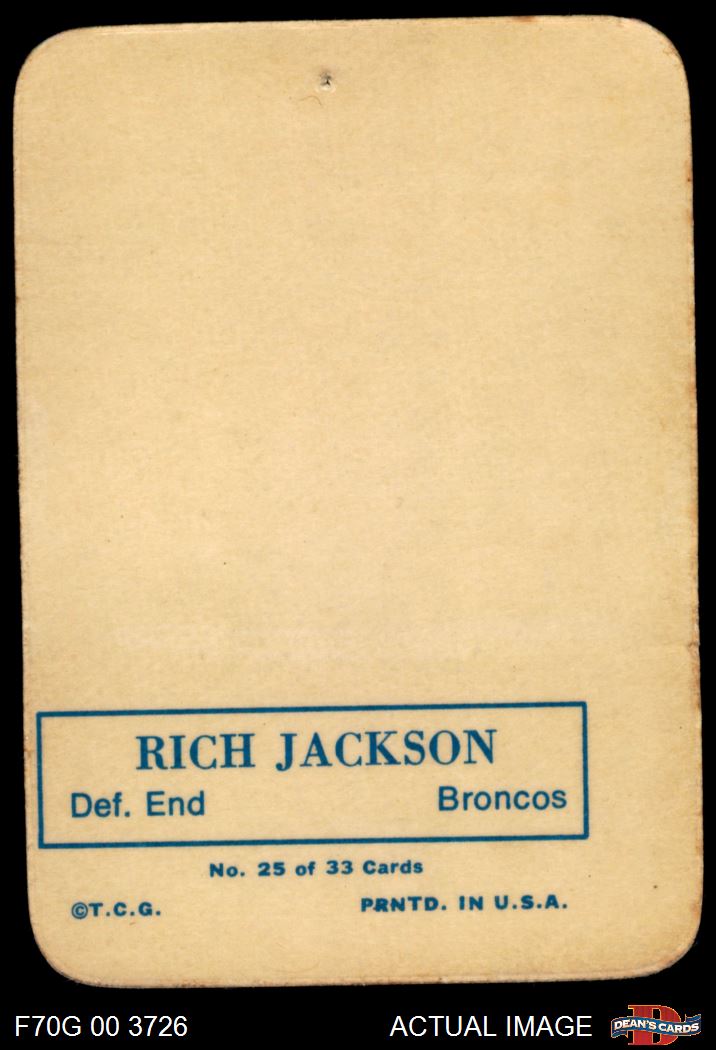 RICH JACKSON
Def. End Broncos
No. 25 of 33 Cards
©T.C.G. PRNTD. IN U.S.A.
F70G 00 3726 ACTUAL IMAGE DEAN'S CARDS